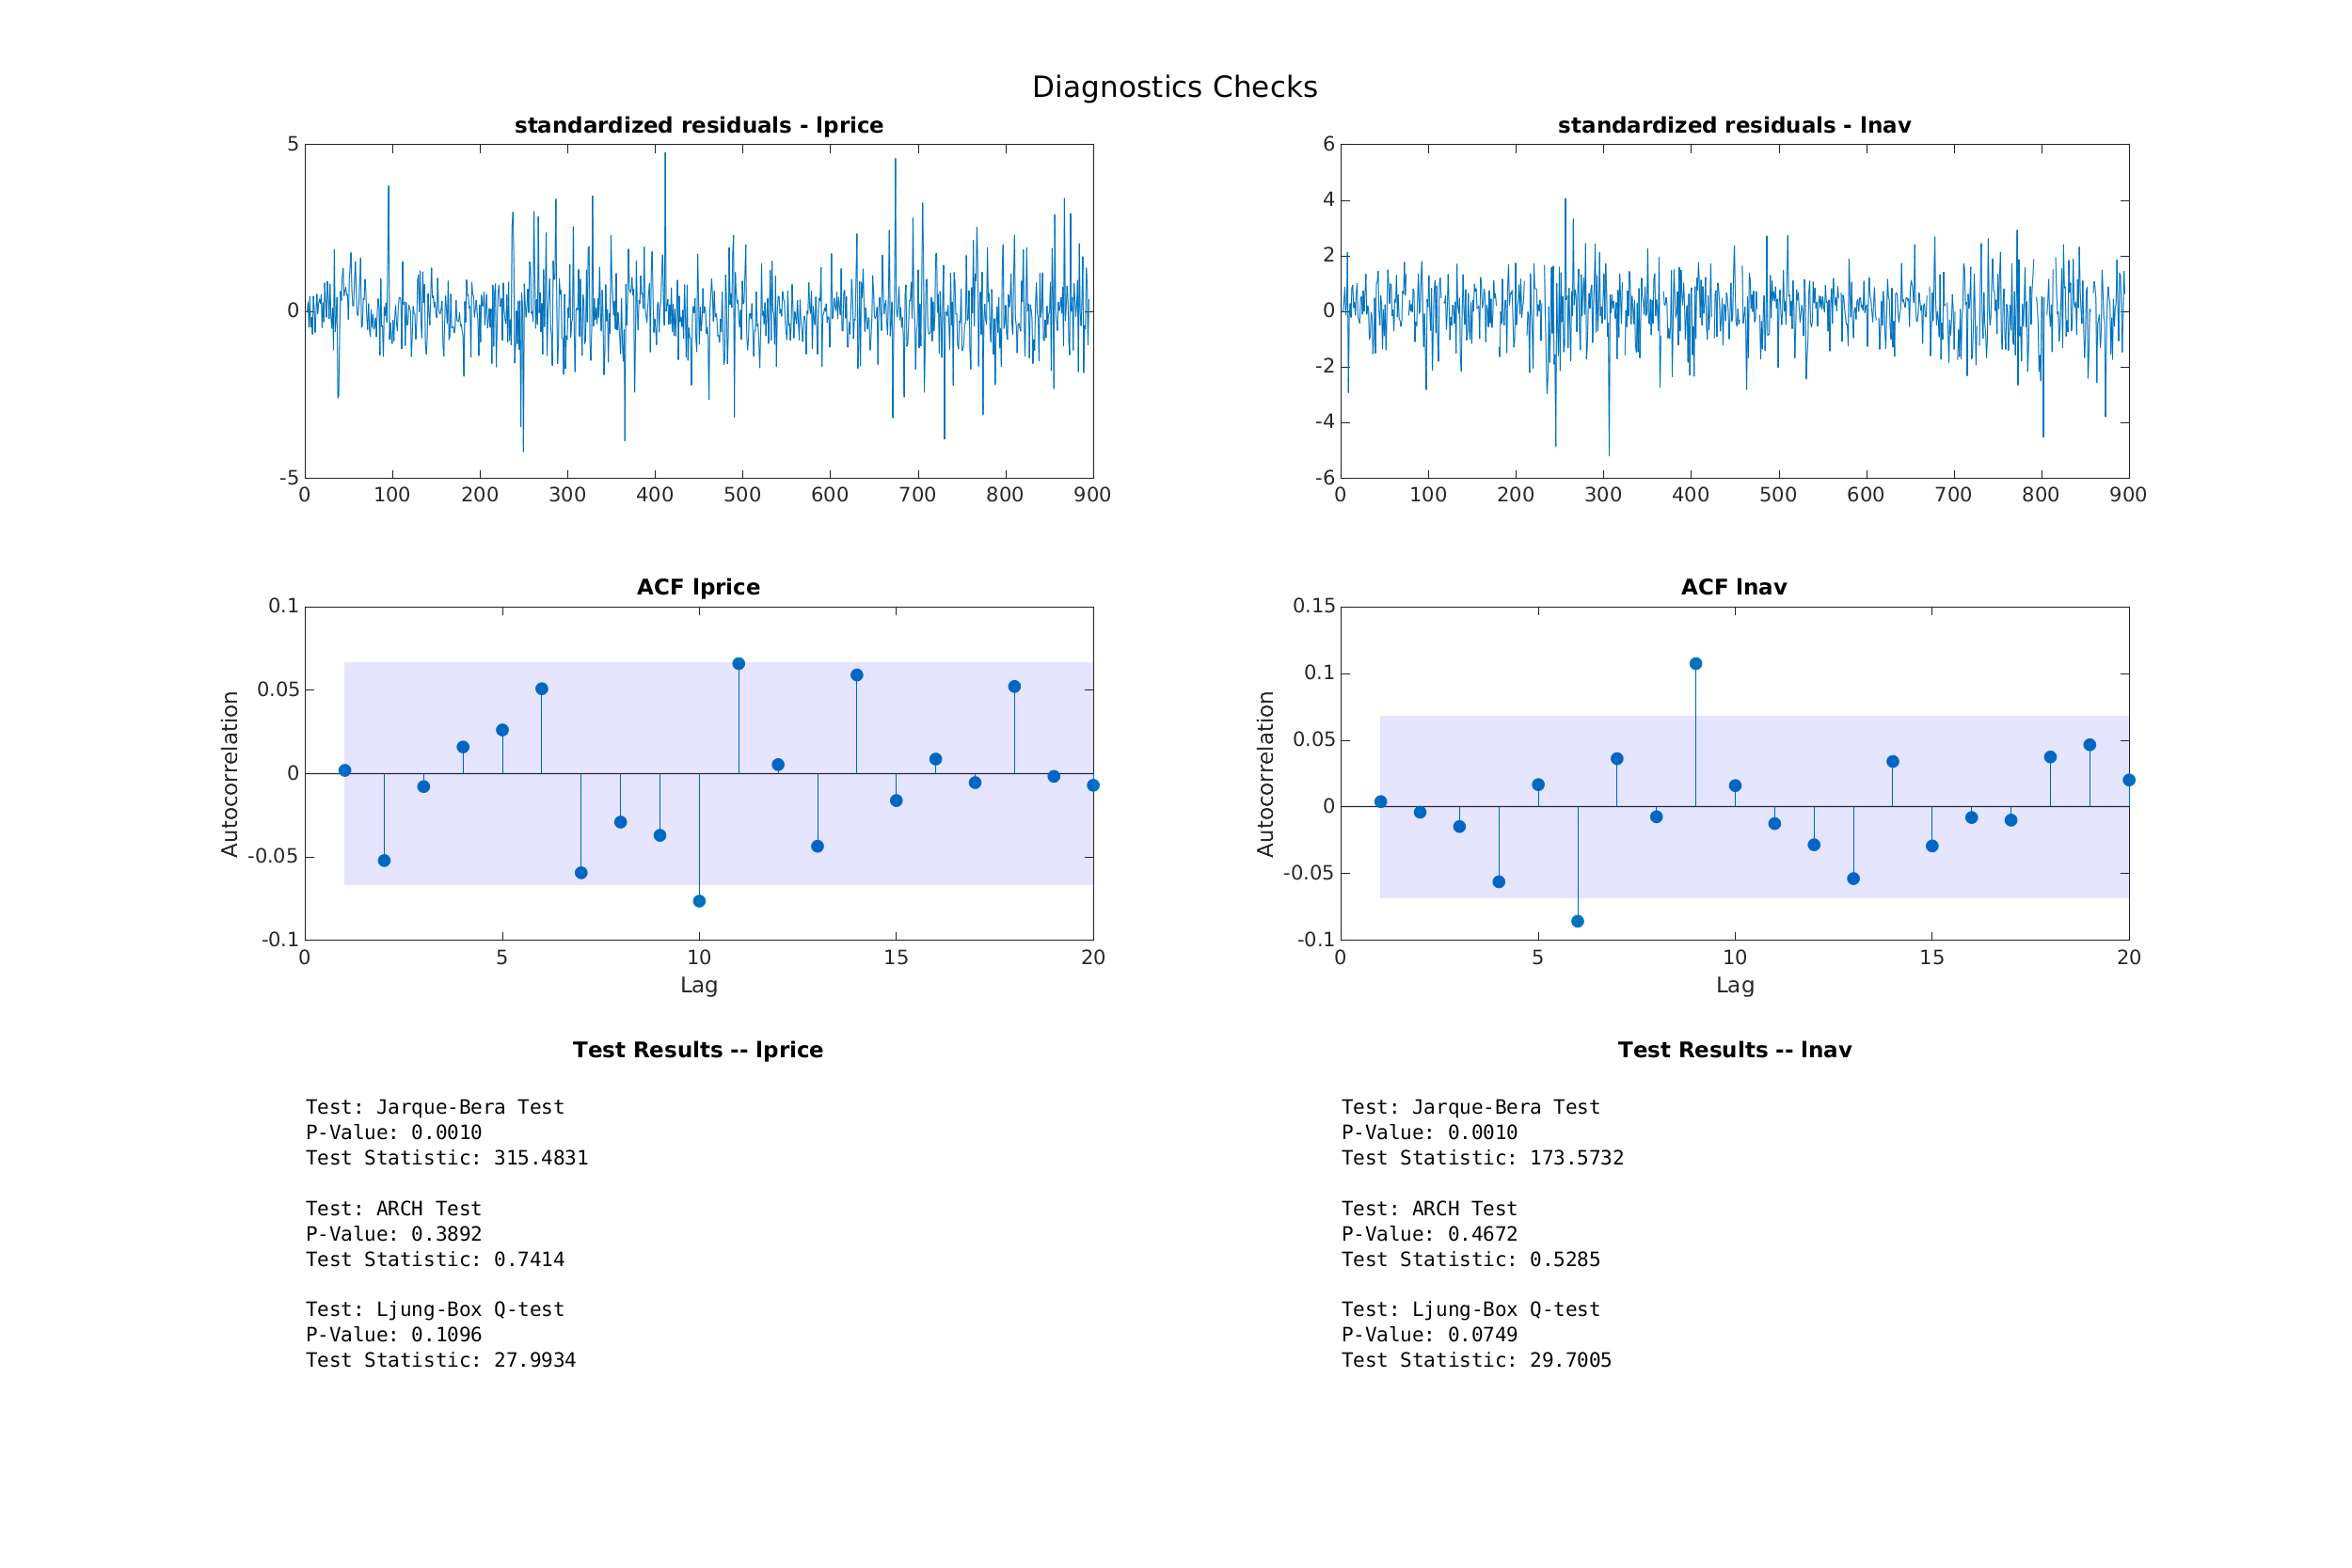 Diagnostics Checks
standardized residuals - lprice
5
0
-5
0 100 200 300 400 500 600 700 800 900
standardized residuals - lnav
6
4
2
0
-2
-4
-6
0 100 200 300 400 500 600 700 800 900
ACF lprice
0.1
0.05
0
-0.05
-0.1
Autocorrelation
0 5 10 15 20
Lag
ACF lnav
0.15
0.1
0.05
0
-0.05
-0.1
Autocorrelation
0 5 10 15 20
Lag
Test Results -- lprice
Test: Jarque-Bera Test
P-Value: 0.0010
Test Statistic: 315.4831
Test: ARCH Test
P-Value: 0.3892
Test Statistic: 0.7414
Test: Ljung-Box Q-test
P-Value: 0.1096
Test Statistic: 27.9934
Test Results -- lnav
Test: Jarque-Bera Test
P-Value: 0.0010
Test Statistic: 173.5732
Test: ARCH Test
P-Value: 0.4672
Test Statistic: 0.5285
Test: Ljung-Box Q-test
P-Value: 0.0749
Test Statistic: 29.7005